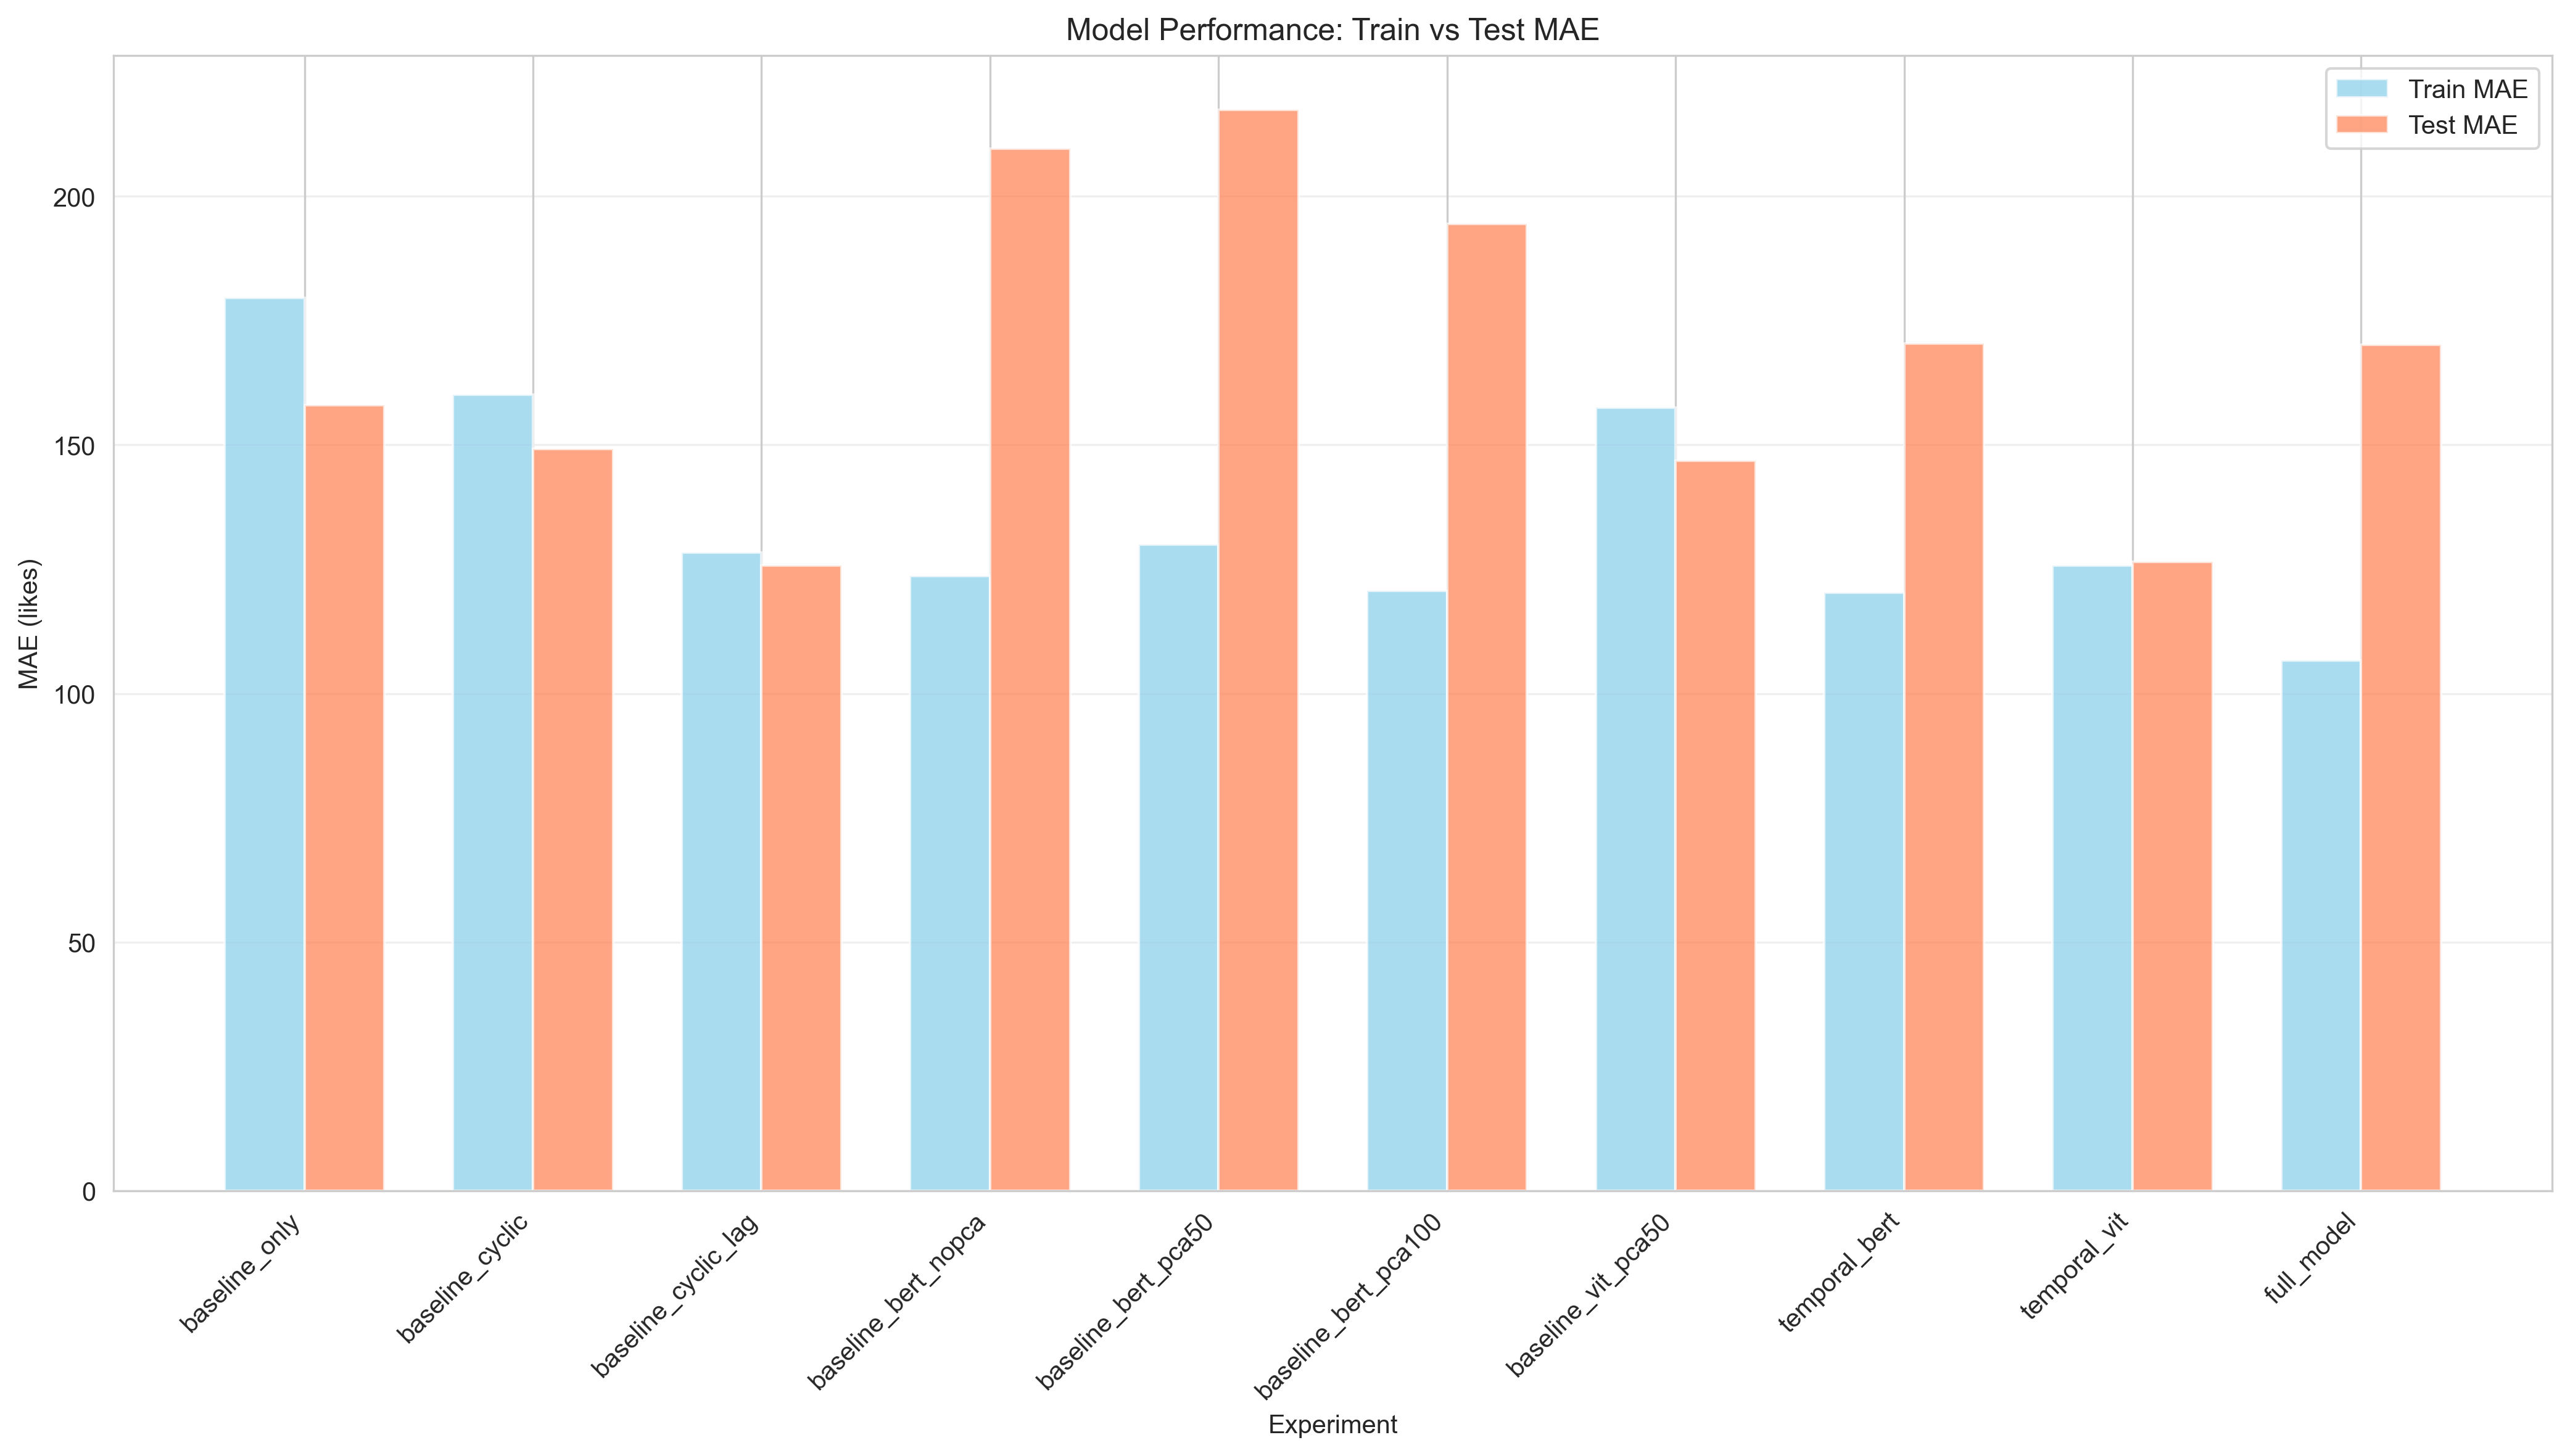 Model Performance: Train vs Test MAE
Train MAE
Test MAE
MAE (likes)
200
150
100
50
0
baseline_only
baseline_cyclic
baseline_cyclic_lag
baseline_bert_nopca
baseline_bert_pca50
baseline_bert_pca100
baseline_vit_pca50
temporal_bert
temporal_vit
full_model
Experiment